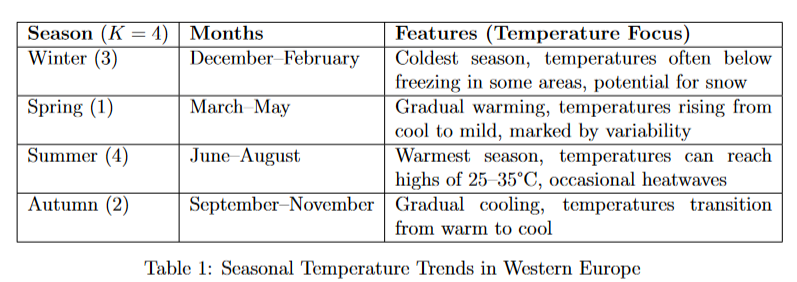 Season (K = 4) Months Features (Temperature Focus)
Winter (3) December–February Coldest season, temperatures often below
freezing in some areas, potential for snow
Spring (1) March–May Gradual warming, temperatures rising from
cool to mild, marked by variability
Summer (4) June–August Warmest season, temperatures can reach
highs of 25–35°C, occasional heatwaves
Autumn (2) September–November Gradual cooling, temperatures transition
from warm to cool
Table 1: Seasonal Temperature Trends in Western Europe